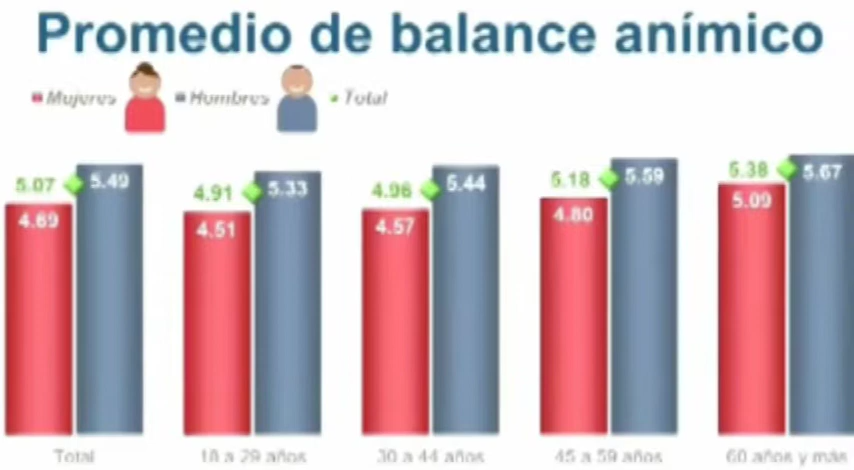 Promedio de balance anímico
Mujeres Hombres Total
5.07 5.49 4.91 5.33 4.96 5.44 5.18 5.59 5.38 5.67
4.69 4.51 4.57 4.80 5.09
Total 18 a 29 años 30 a 44 años 45 a 59 años 60 años y más